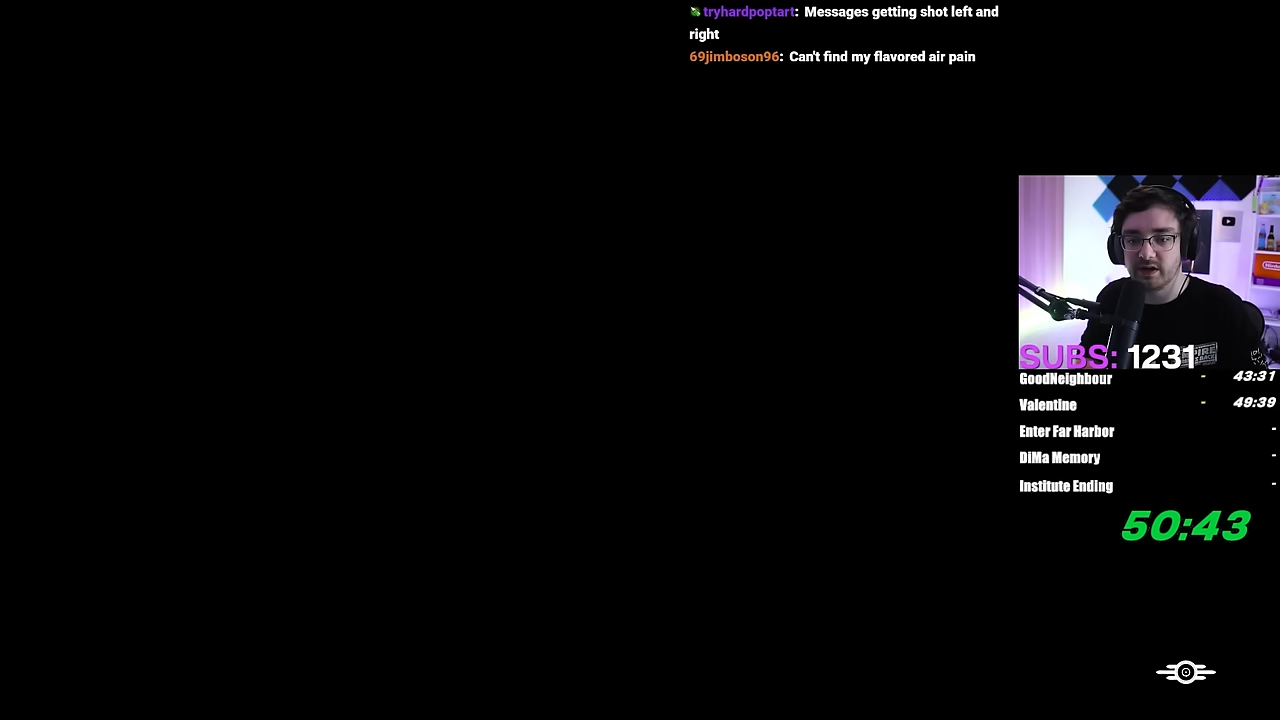 tryhardpoptart: Messages getting shot left and
right
69jimboson96: Can't find my flavored air pain
SUBS: 1231
GoodNeighbour - 43:31
Valentine - 49:39
Enter Far Harbor -
DiMa Memory -
Institute Ending -
50:43